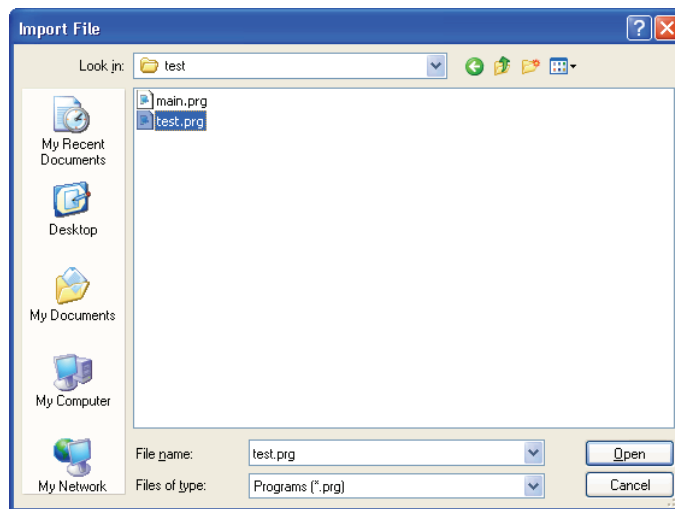 Import File
Look in:
test
main.prg
test.prg
My Recent
Documents
Desktop
My Documents
My Computer
My Network
File name:
test.prg
Open
Files of type:
Programs (*.prg)
Cancel